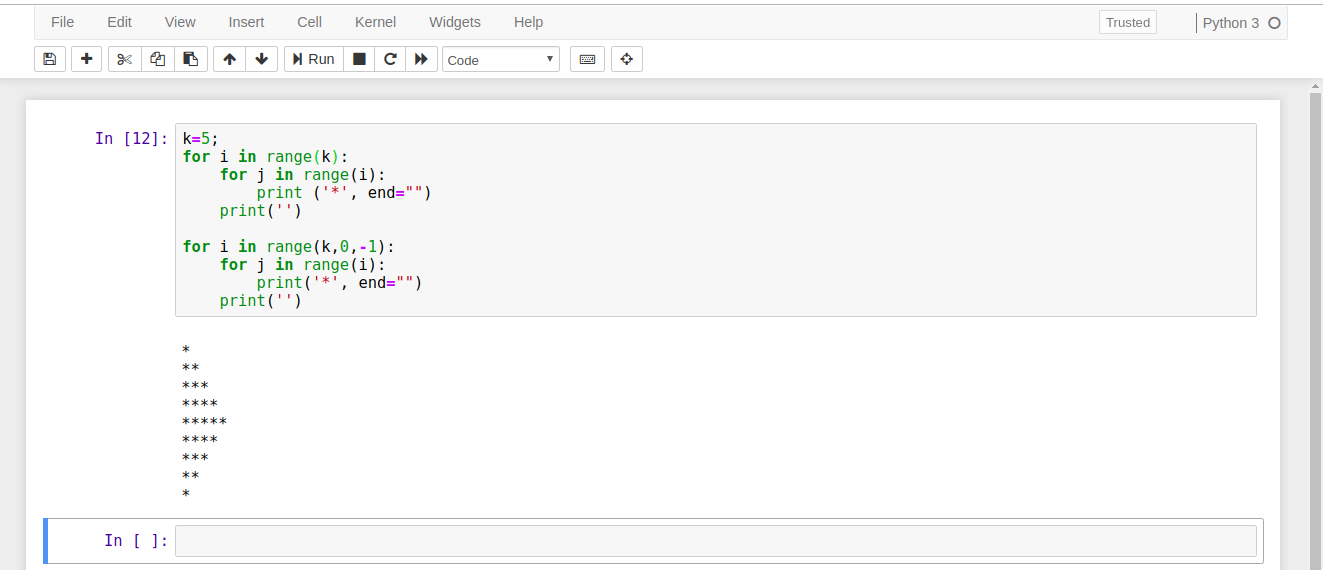 File Edit View Insert Cell Kernel Widgets Help Trusted Python 3
Run Code
In [12]: k=5;
for i in range(k):
    for j in range(i):
        print ('*', end="")
    print('')

for i in range(k,0,-1):
    for j in range(i):
        print('*', end="")
    print('')

*
**
***
****
*****
****
***
**
*
In [ ]: